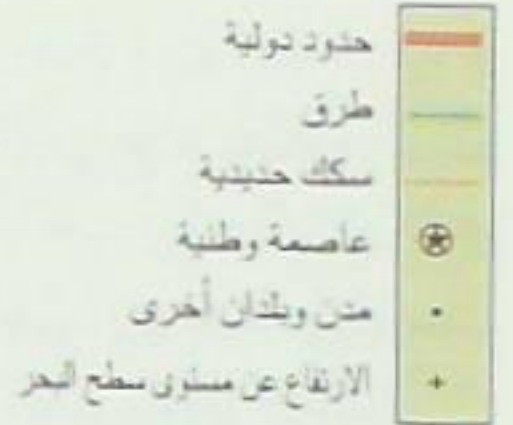 حدود دولية
طرق
سكك حديدية
عاصمة وطنية
مدن وبلدان أخرى
الارتفاع عن مستوى سطح البحر